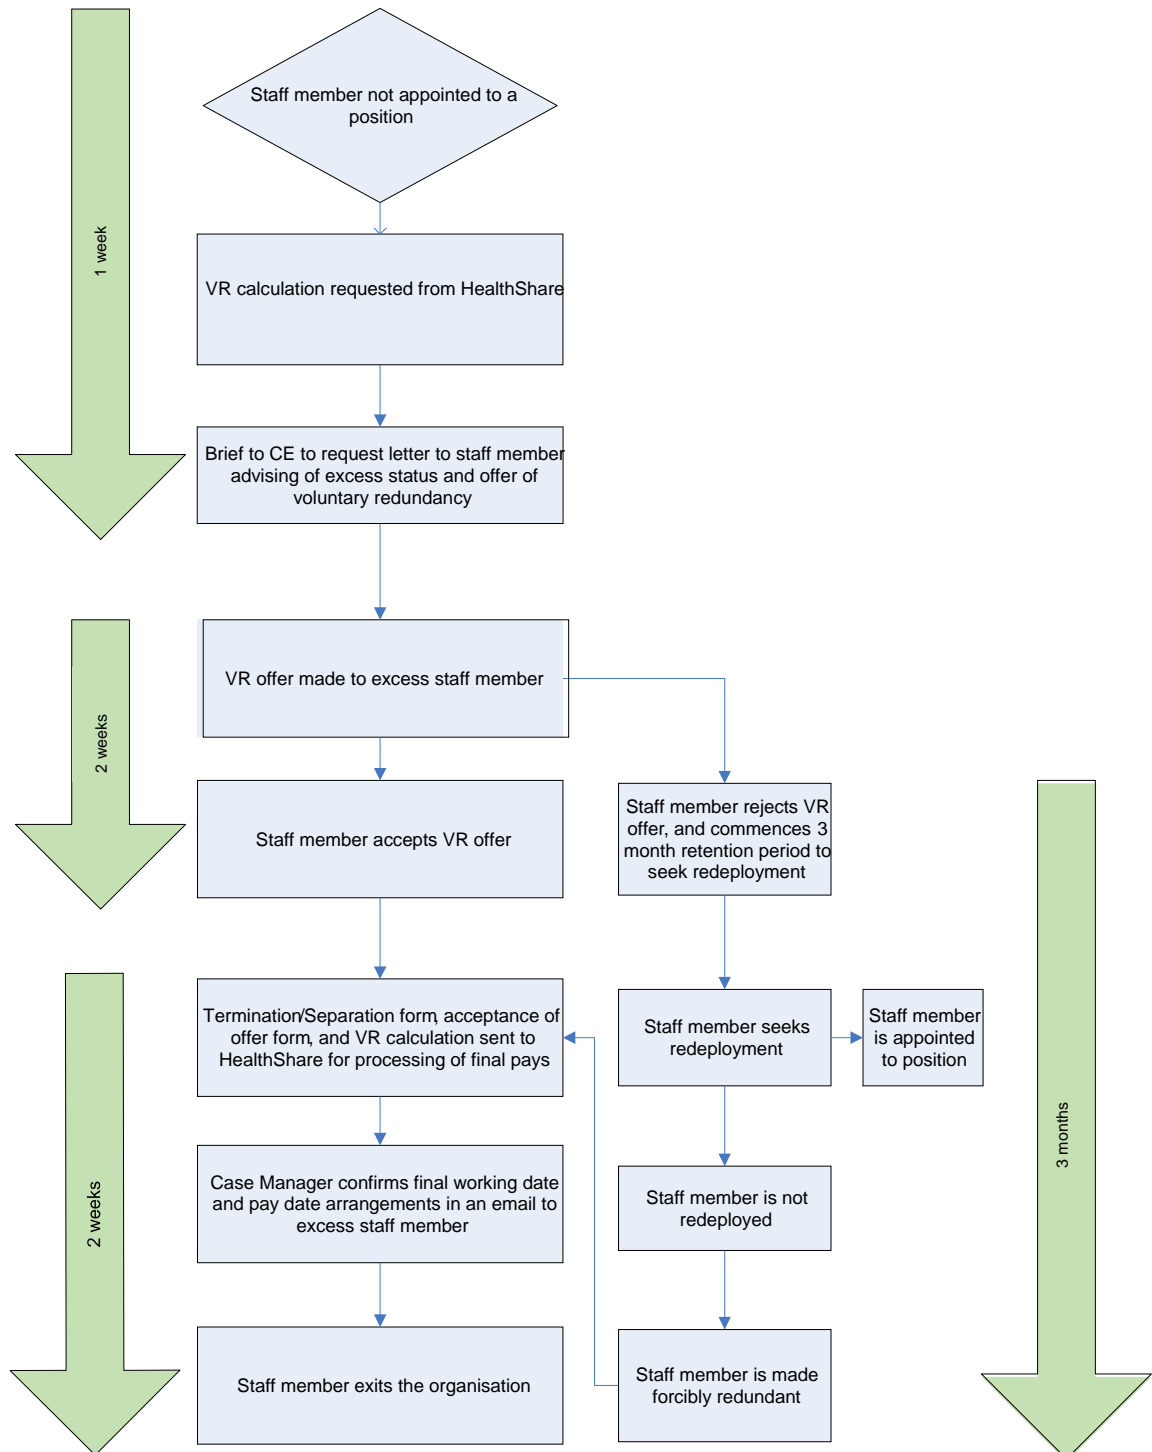 Staff member not appointed to a
position
1 week
VR calculation requested from HealthShare
Brief to CE to request letter to staff member
advising of excess status and offer of
voluntary redundancy
VR offer made to excess staff member
2 weeks
Staff member accepts VR offer
Staff member rejects VR
offer, and commences 3
month retention period to
seek redeployment
Termination/Separation form, acceptance of
offer form, and VR calculation sent to
HealthShare for processing of final pays
Staff member seeks
redeployment
Staff member
is appointed
to position
3 months
2 weeks
Case Manager confirms final working date
and pay date arrangements in an email to
excess staff member
Staff member is not
redeployed
Staff member exits the organisation
Staff member is made
forcibly redundant